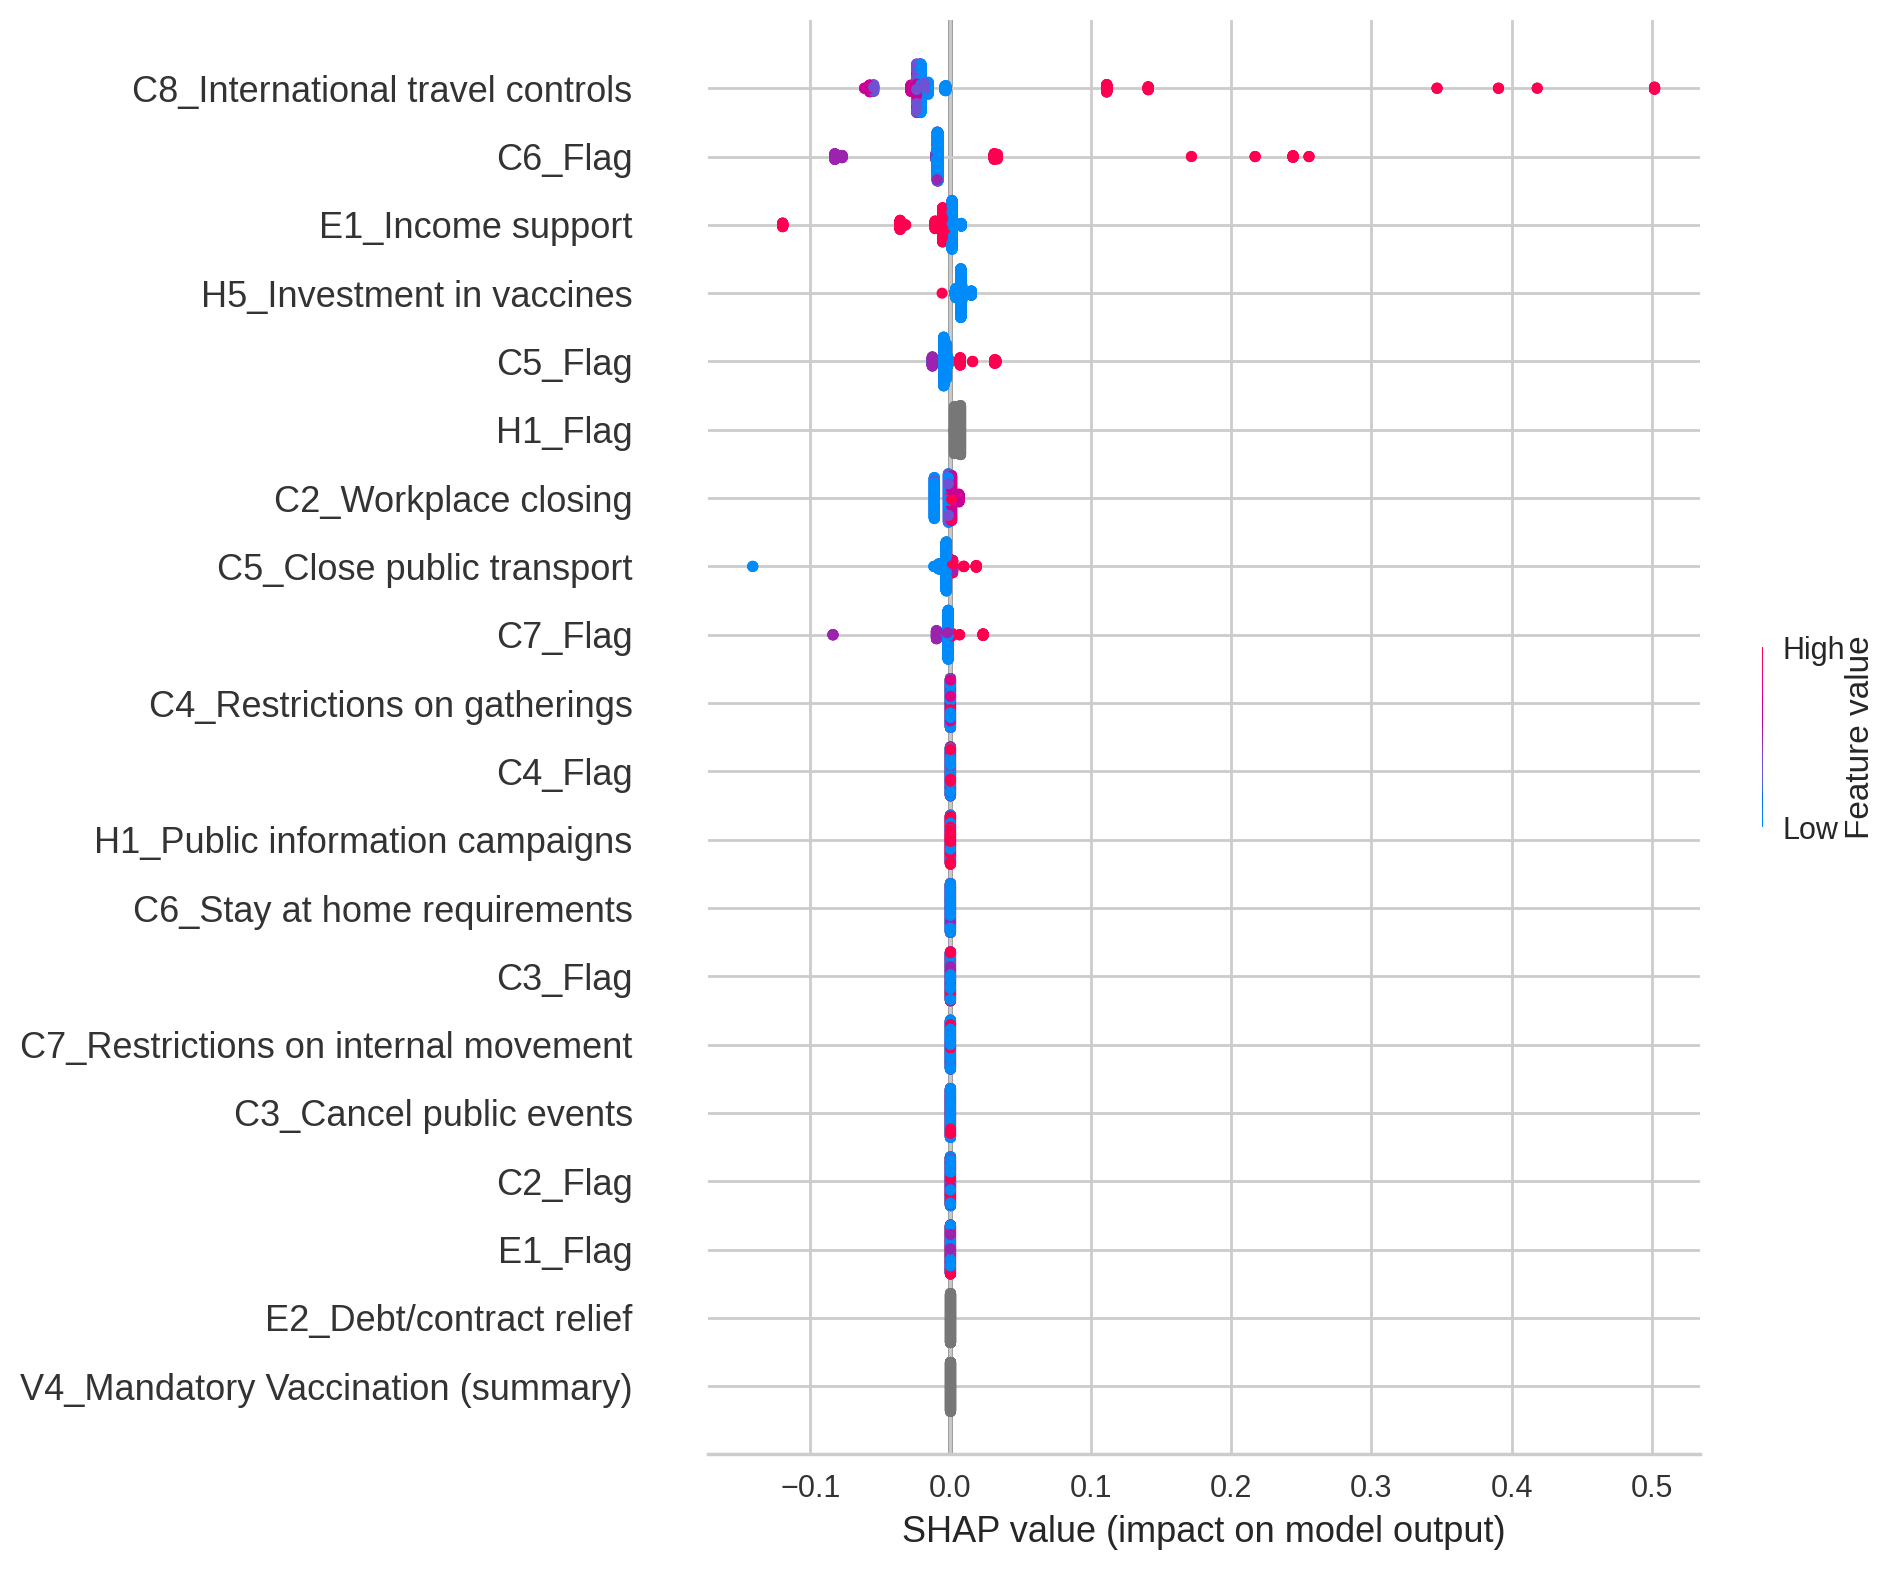 C8_International travel controls
C6_Flag
E1_Income support
H5_Investment in vaccines
C5_Flag
H1_Flag
C2_Workplace closing
C5_Close public transport
C7_Flag
C4_Restrictions on gatherings
C4_Flag
H1_Public information campaigns
C6_Stay at home requirements
C3_Flag
C7_Restrictions on internal movement
C3_Cancel public events
C2_Flag
E1_Flag
E2_Debt/contract relief
V4_Mandatory Vaccination (summary)
−0.1 0.0 0.1 0.2 0.3 0.4 0.5
SHAP value (impact on model output)
High
Low
Feature value